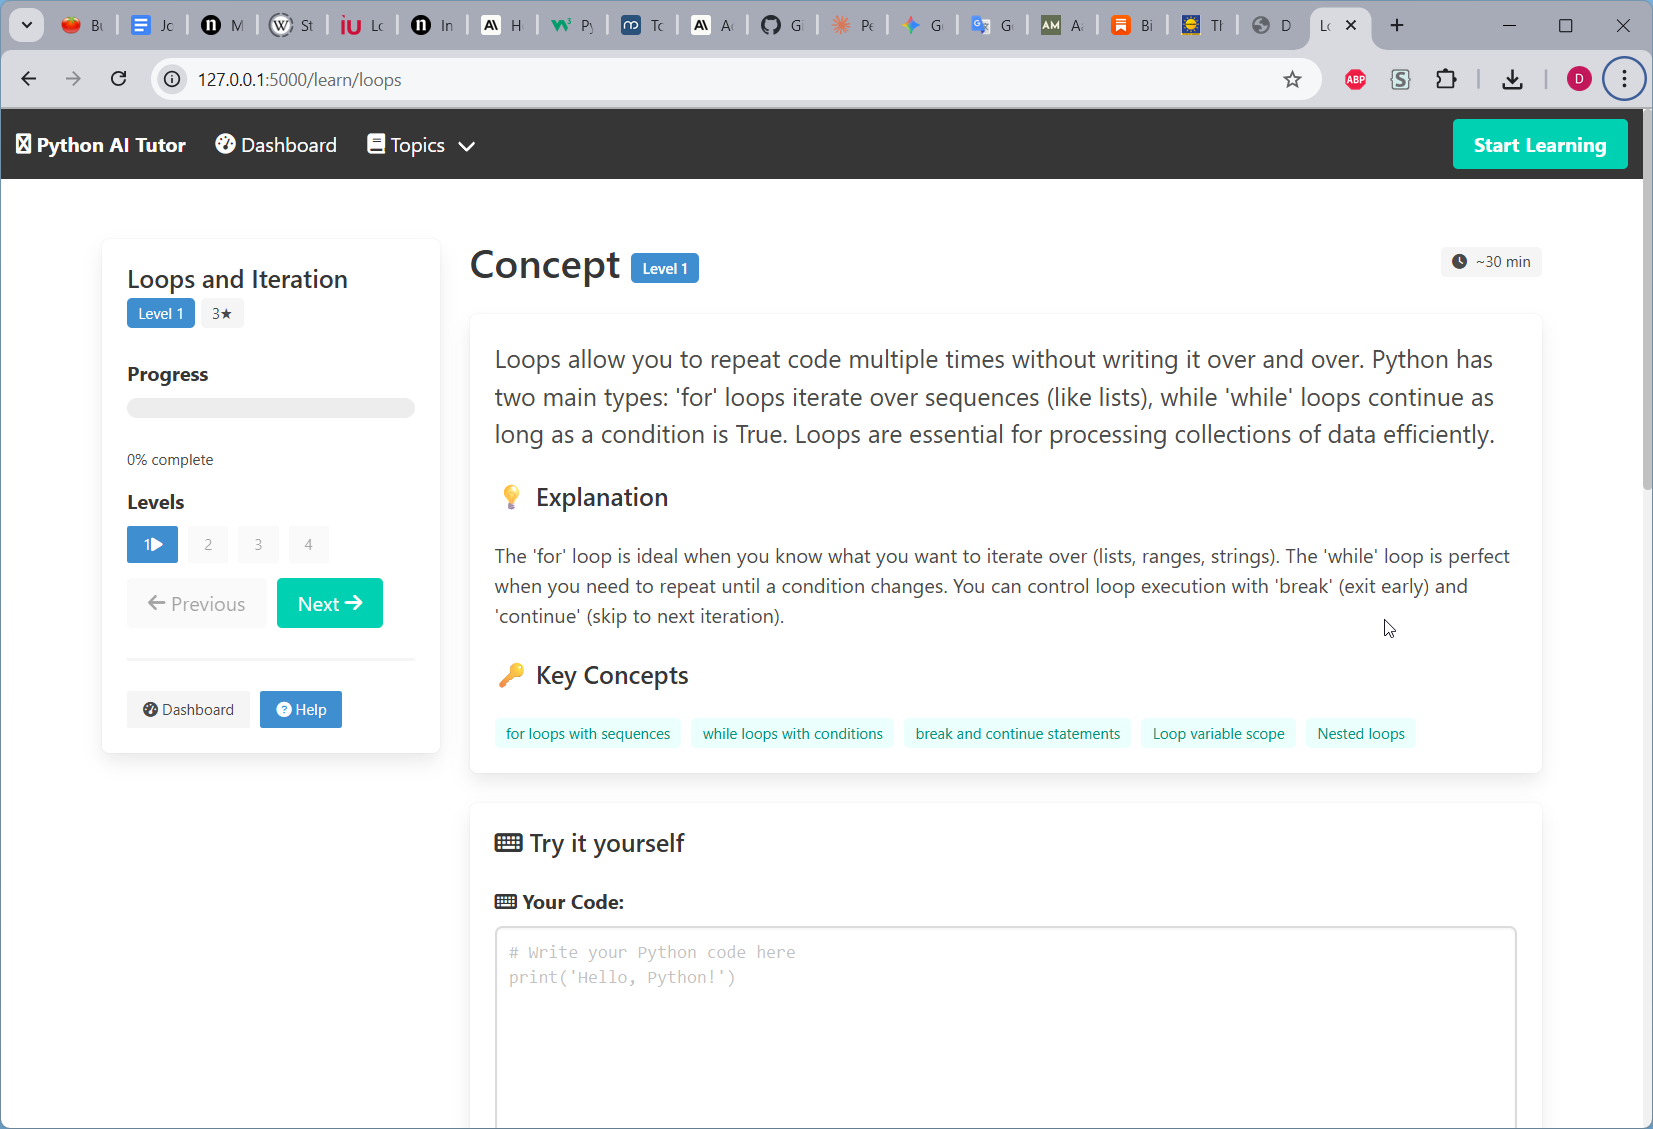 Bu
Jo
M
St
Lo
In
H
Py
To
A
Gi
Pe
G
G
A
Bi
Th
D
Lo
127.0.0.1:5000/learn/loops
ABP
S
D
Python AI Tutor
Dashboard
Topics
Start Learning
Loops and Iteration
Level 1
3★
Progress
0% complete
Levels
1
2
3
4
Previous
Next
Dashboard
Help
Concept
Level 1
~30 min
Loops allow you to repeat code multiple times without writing it over and over. Python has
two main types: 'for' loops iterate over sequences (like lists), while 'while' loops continue as
long as a condition is True. Loops are essential for processing collections of data efficiently.
Explanation
The 'for' loop is ideal when you know what you want to iterate over (lists, ranges, strings). The 'while' loop is perfect
when you need to repeat until a condition changes. You can control loop execution with 'break' (exit early) and
'continue' (skip to next iteration).
Key Concepts
for loops with sequences
while loops with conditions
break and continue statements
Loop variable scope
Nested loops
Try it yourself
Your Code:
# Write your Python code here
print('Hello, Python!')